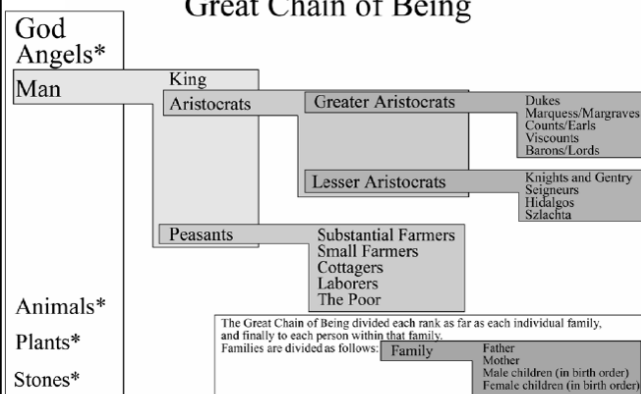 Great Chain of Being
God
Angels*
Man
King
Aristocrats
Greater Aristocrats
Dukes
Marquess/Margraves
Counts/Earls
Viscounts
Barons/Lords
Lesser Aristocrats
Knights and Gentry
Seigneurs
Hidalgos
Szlachta
Peasants
Substantial Farmers
Small Farmers
Cottagers
Laborers
The Poor
Animals*
Plants*
Stones*
The Great Chain of Being divided each rank as far as each individual family,
and finally to each person within that family.
Families are divided as follows:
Family
Father
Mother
Male children (in birth order)
Female children (in birth order)